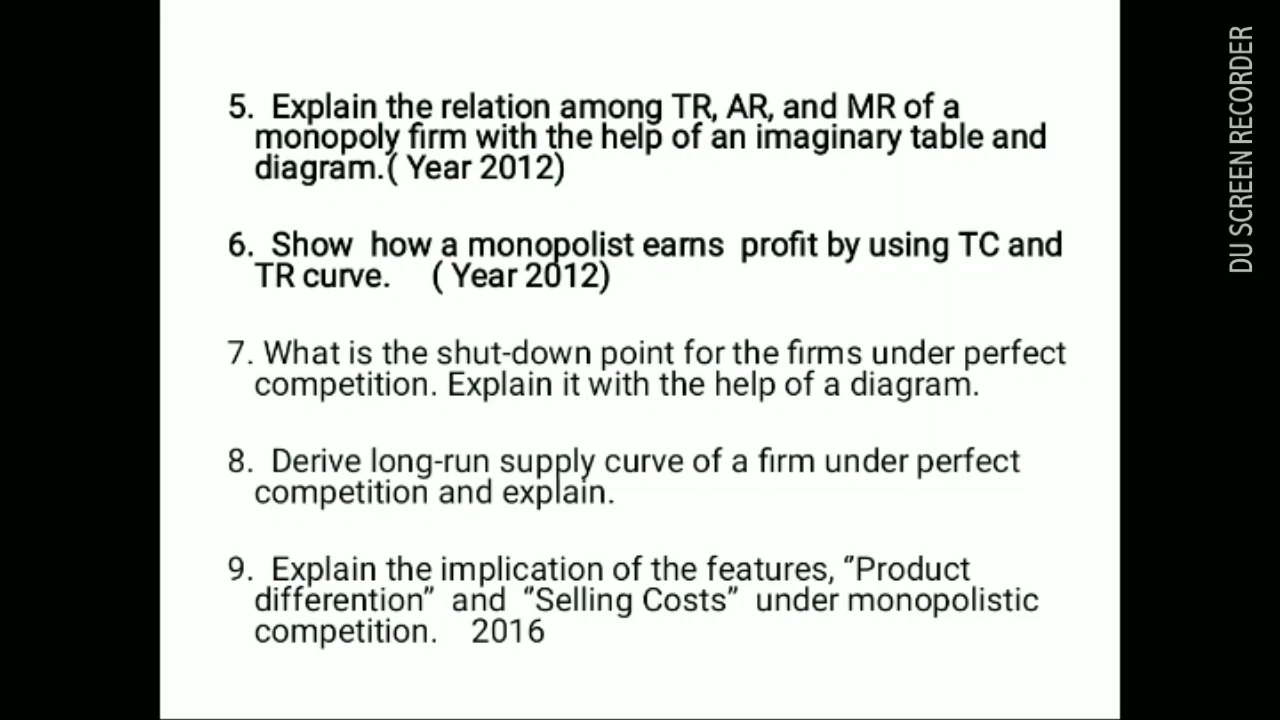 5. Explain the relation among TR, AR, and MR of a
monopoly firm with the help of an imaginary table and
diagram.( Year 2012)
6. Show how a monopolist earns profit by using TC and
TR curve. ( Year 2012)
7. What is the shut-down point for the firms under perfect
competition. Explain it with the help of a diagram.
8. Derive long-run supply curve of a firm under perfect
competition and explain.
9. Explain the implication of the features, “Product
differention” and “Selling Costs” under monopolistic
competition. 2016
DU SCREEN RECORDER